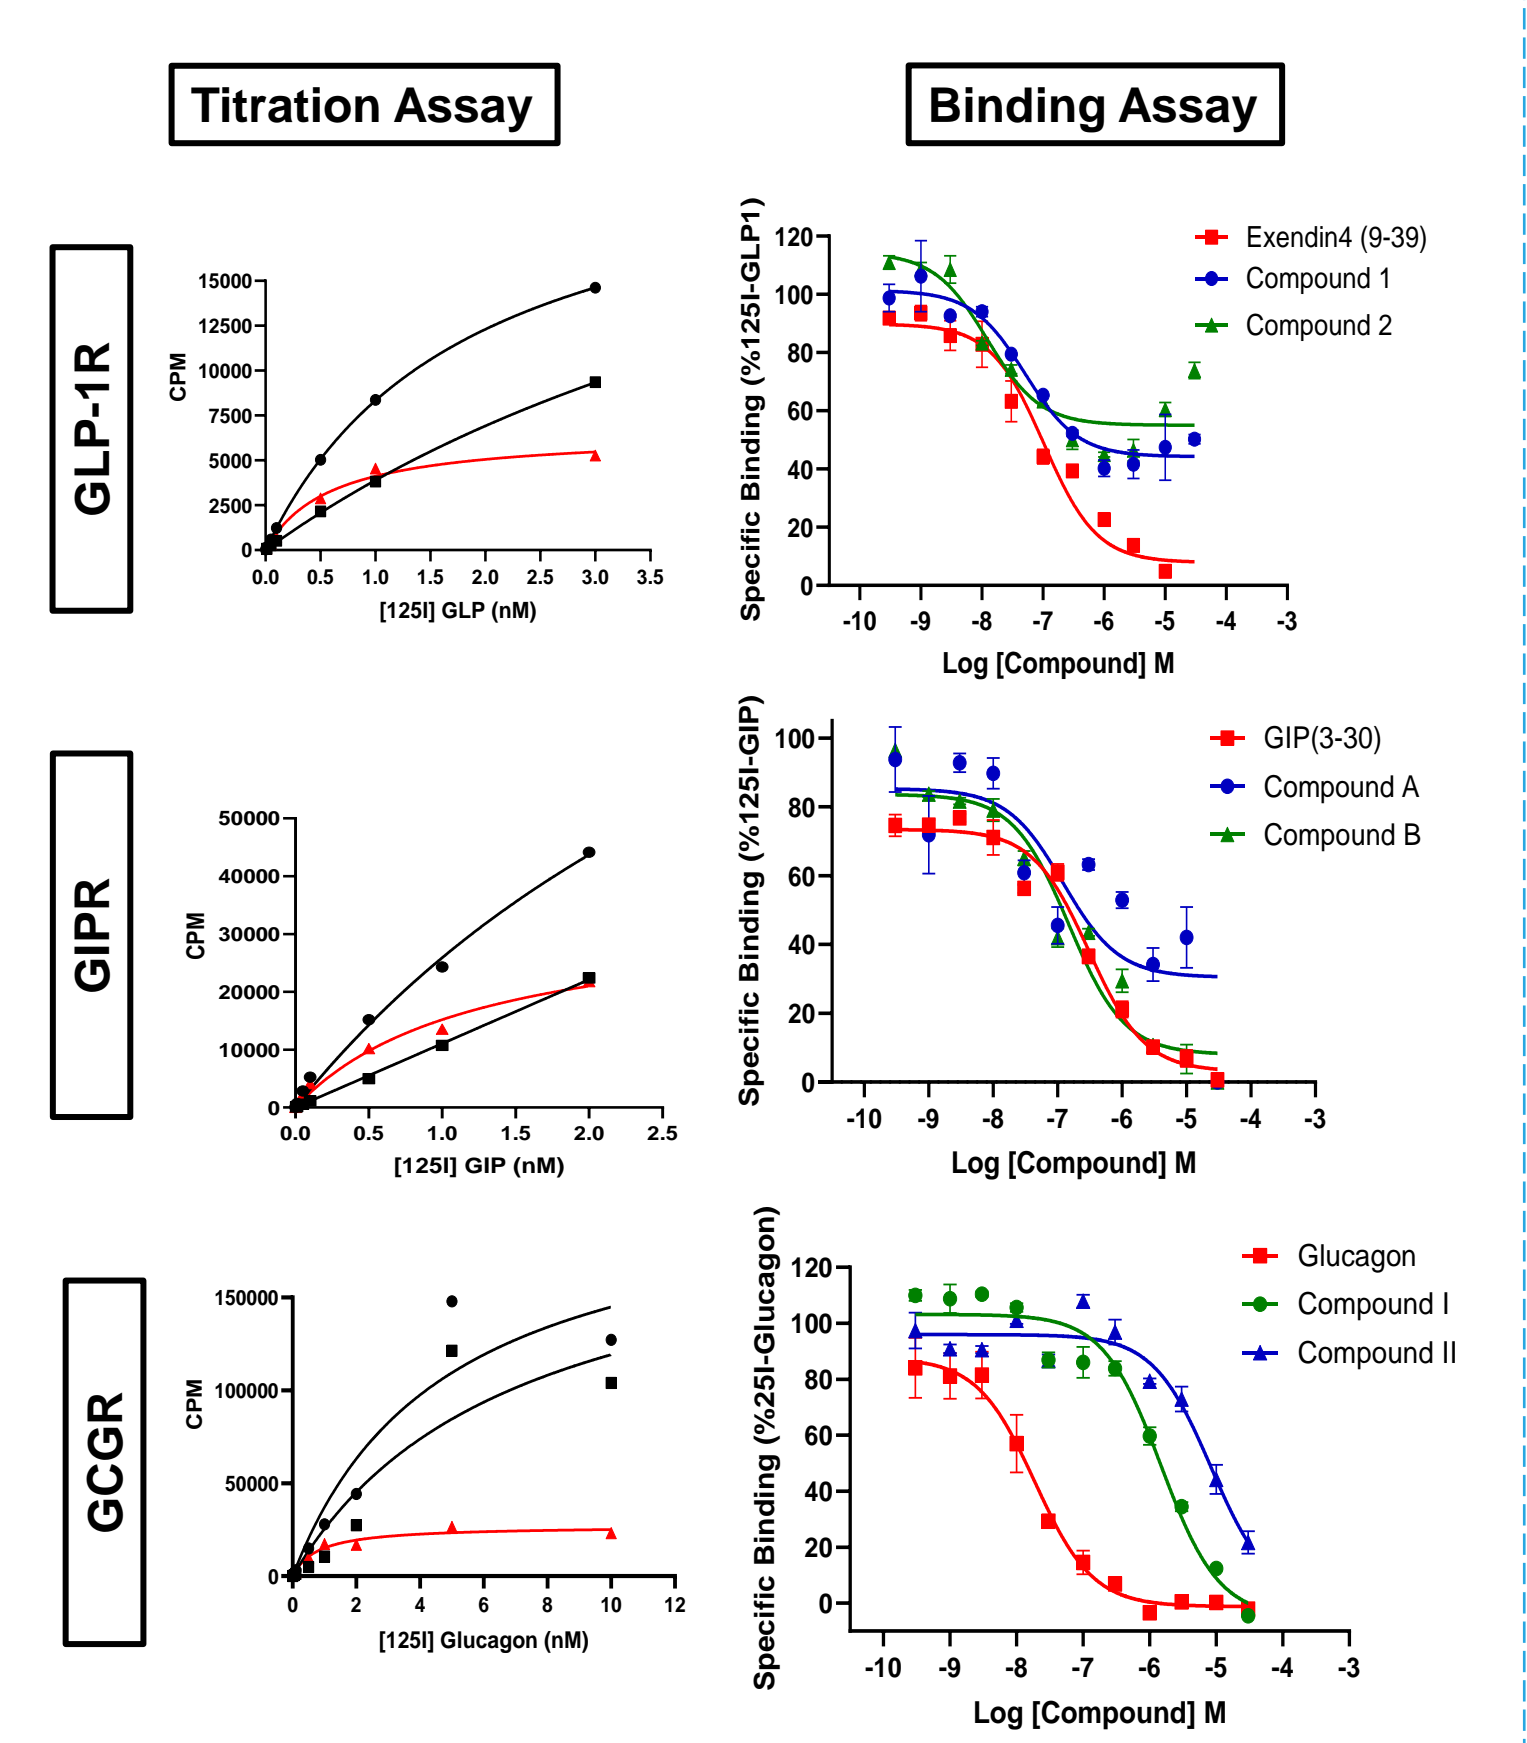 Titration Assay
Binding Assay
GLP-1R
CPM
15000
12500
10000
7500
5000
2500
0
0.0 0.5 1.0 1.5 2.0 2.5 3.0 3.5
[125I] GLP (nM)
Specific Binding (%125I-GLP1)
120
100
80
60
40
20
0
-10 -9 -8 -7 -6 -5 -4 -3
Log [Compound] M
Exendin4 (9-39)
Compound 1
Compound 2
GIPR
CPM
50000
40000
30000
20000
10000
0
0.0 0.5 1.0 1.5 2.0 2.5
[125I] GIP (nM)
Specific Binding (%125I-GIP)
100
80
60
40
20
0
-10 -9 -8 -7 -6 -5 -4 -3
Log [Compound] M
GIP(3-30)
Compound A
Compound B
GCGR
CPM
150000
100000
50000
0
0 2 4 6 8 10 12
[125I] Glucagon (nM)
Specific Binding (%25I-Glucagon)
120
100
80
60
40
20
0
-10 -9 -8 -7 -6 -5 -4 -3
Log [Compound] M
Glucagon
Compound I
Compound II